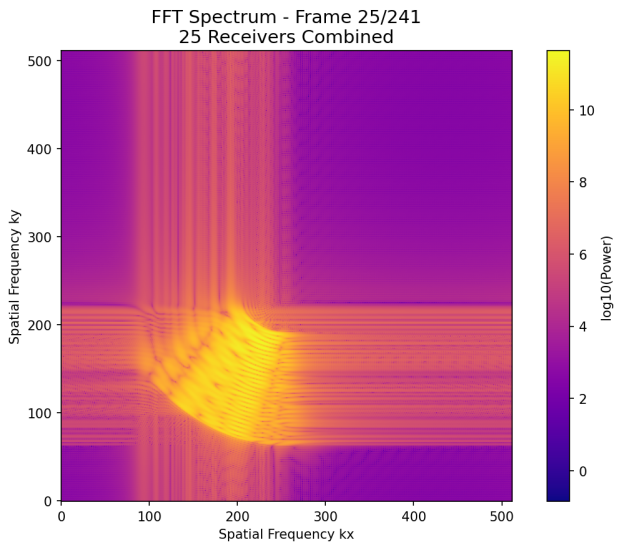 FFT Spectrum - Frame 25/241
25 Receivers Combined
Spatial Frequency ky
500
400
300
200
100
0
0 100 200 300 400 500
Spatial Frequency kx
10
8
6
4
2
0
log10(Power)